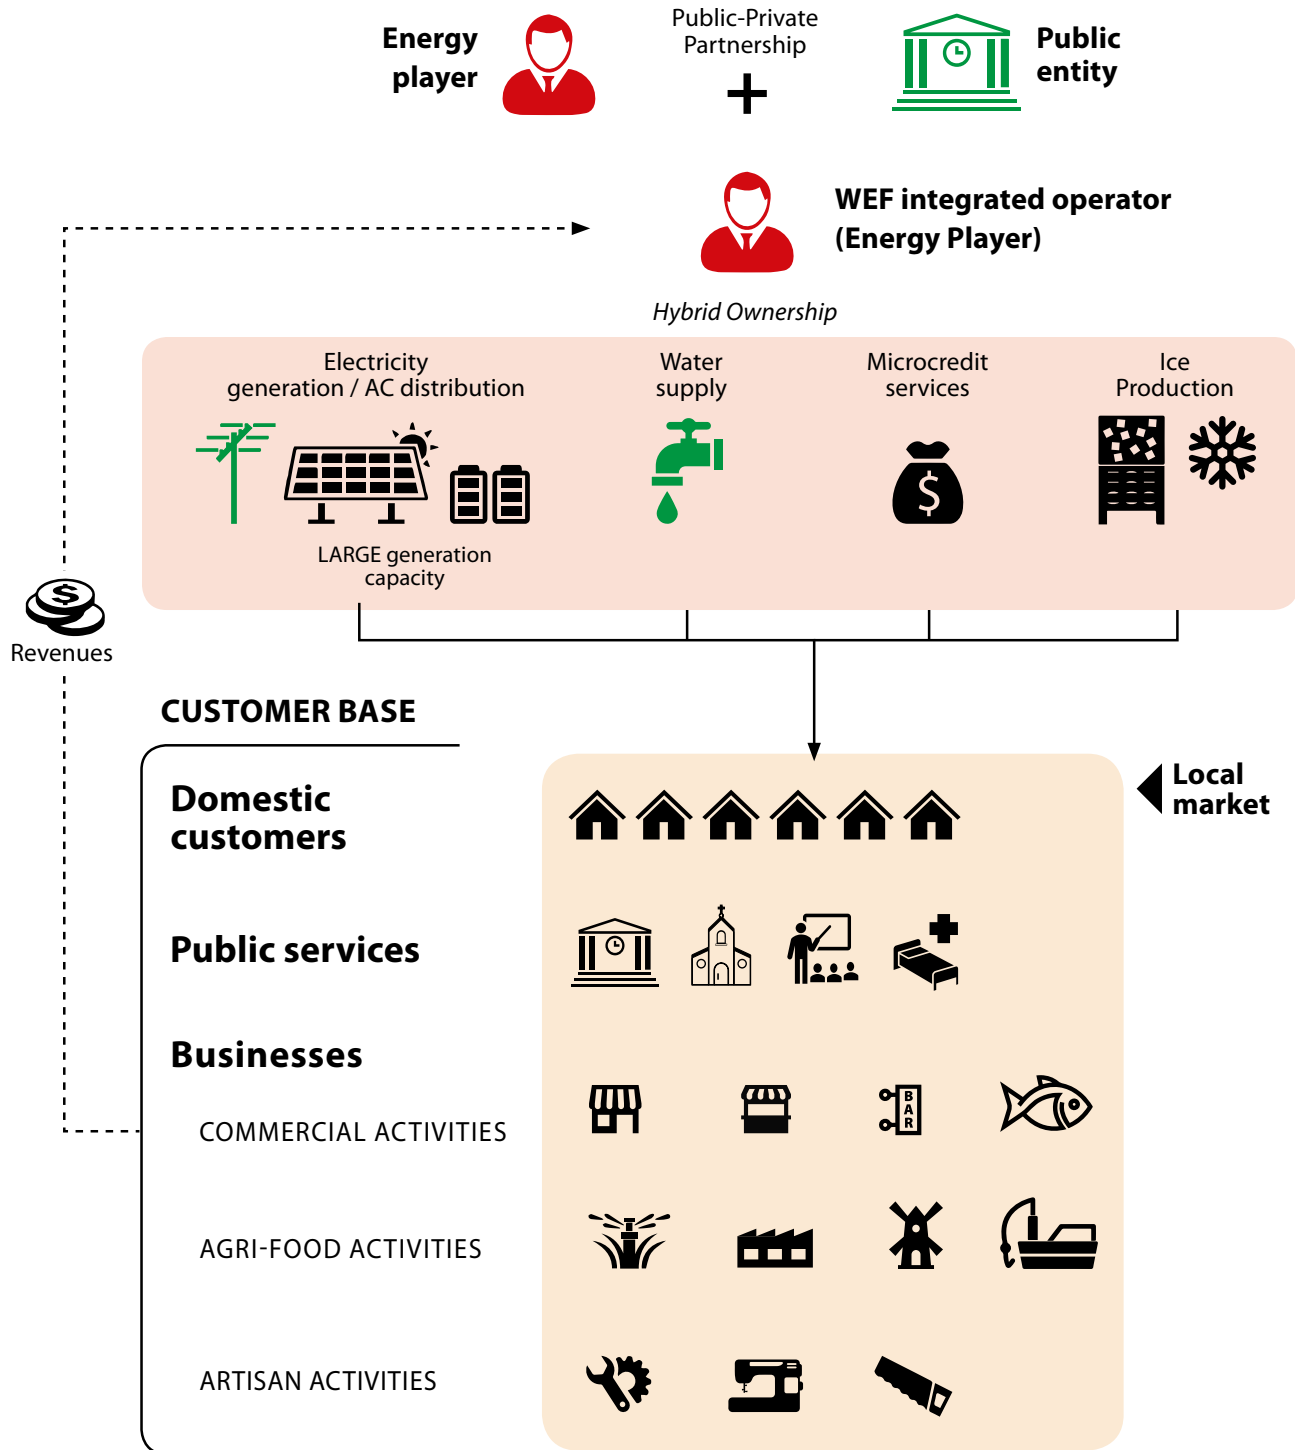 Energy
player
Public-Private
Partnership
+
Public
entity
WEF integrated operator
(Energy Player)
Hybrid Ownership
Electricity
generation / AC distribution
Water
supply
Microcredit
services
Ice
Production
$
LARGE generation
capacity
$
Revenues
CUSTOMER BASE
Local
market
Domestic
customers
Public services
Businesses
COMMERCIAL ACTIVITIES
BAR
AGRI-FOOD ACTIVITIES
ARTISAN ACTIVITIES